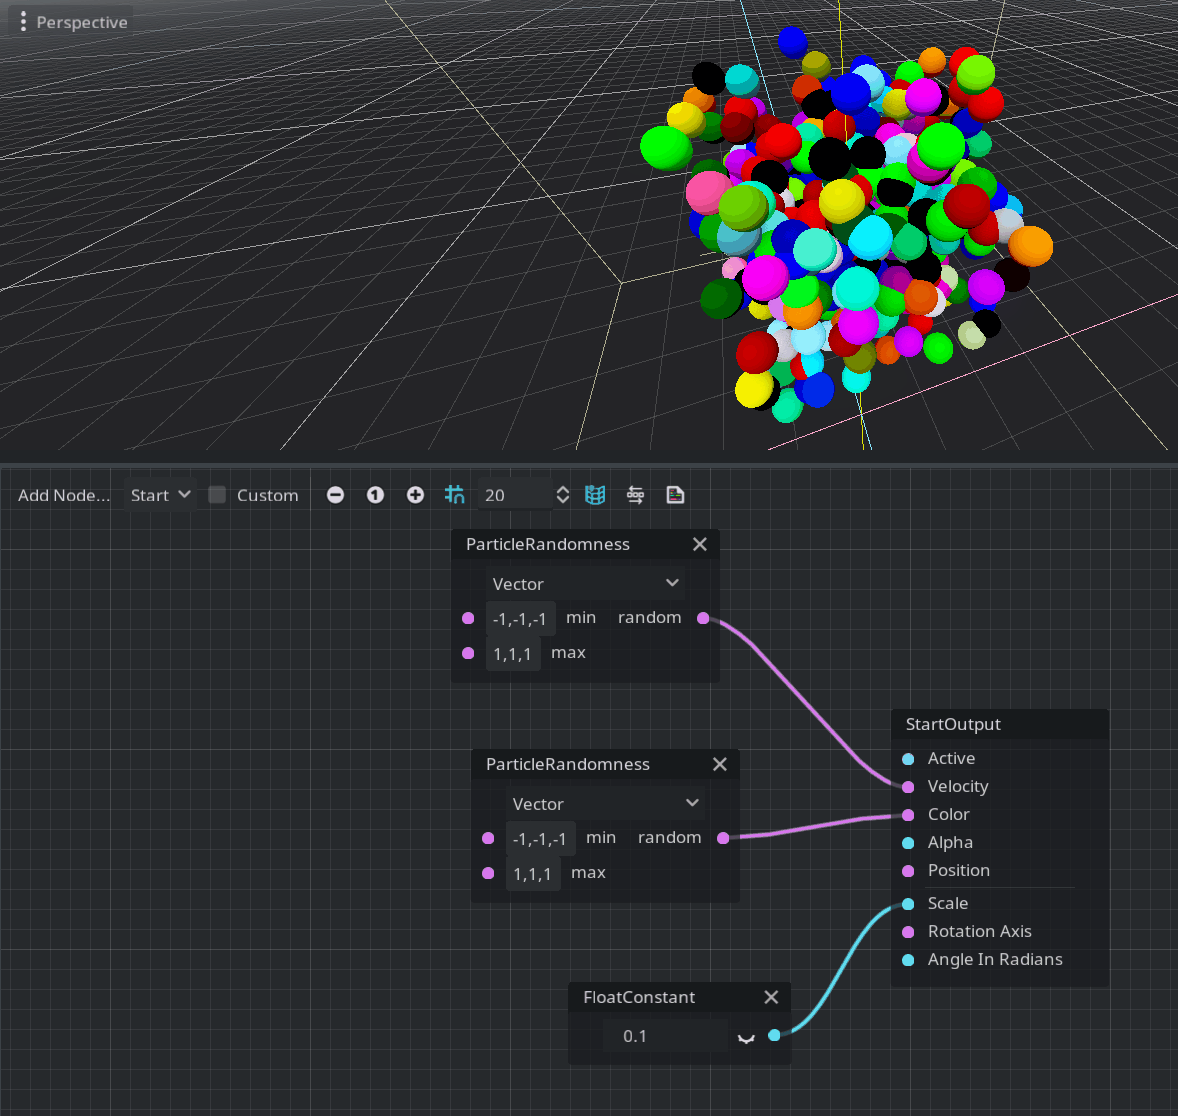 Perspective
Add Node... Start Custom 1 20
ParticleRandomness
Vector
-1,-1,-1 min random
1,1,1 max
StartOutput
Active
Velocity
Color
Alpha
Position
Scale
Rotation Axis
Angle In Radians
ParticleRandomness
Vector
-1,-1,-1 min random
1,1,1 max
FloatConstant
0.1